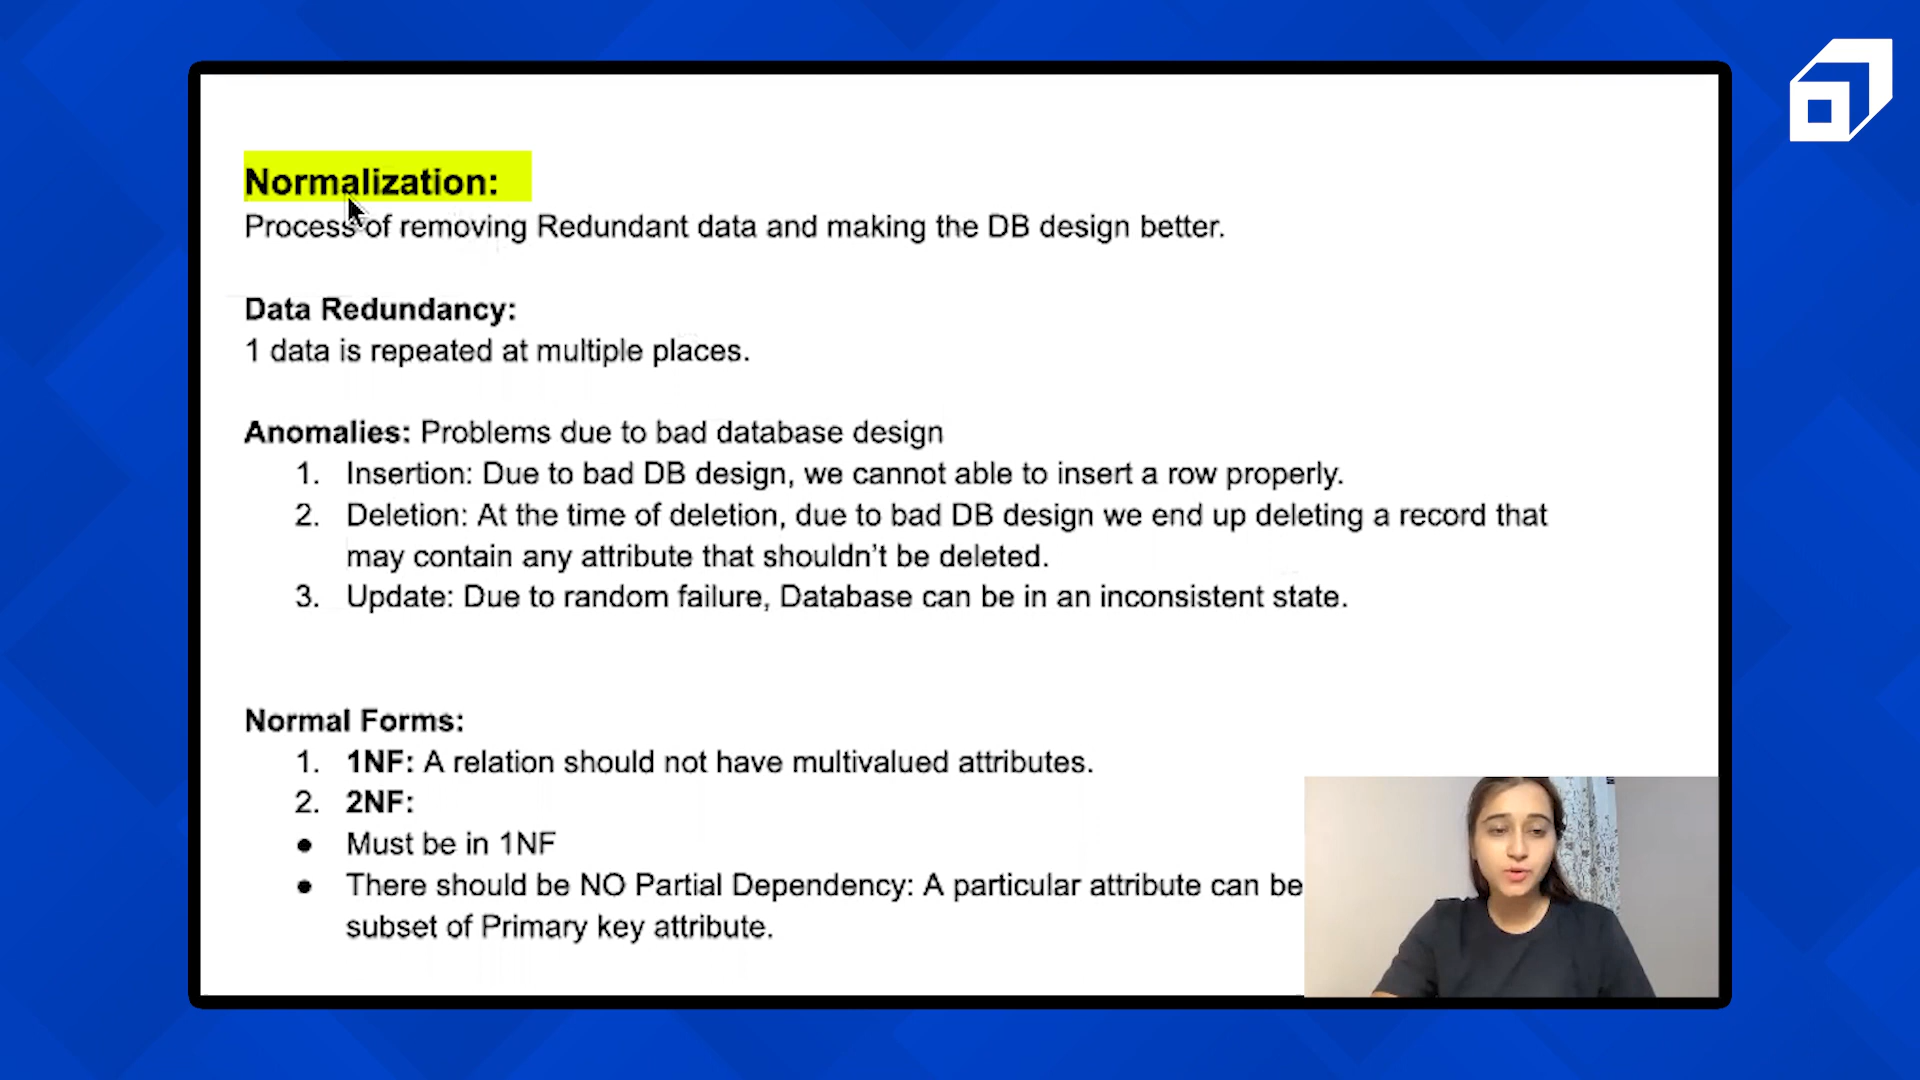 Normalization:
Process of removing Redundant data and making the DB design better.
Data Redundancy:
1 data is repeated at multiple places.
Anomalies: Problems due to bad database design
1. Insertion: Due to bad DB design, we cannot able to insert a row properly.
2. Deletion: At the time of deletion, due to bad DB design we end up deleting a record that
may contain any attribute that shouldn’t be deleted.
3. Update: Due to random failure, Database can be in an inconsistent state.
Normal Forms:
1. 1NF: A relation should not have multivalued attributes.
2. 2NF:
● Must be in 1NF
● There should be NO Partial Dependency: A particular attribute can be
subset of Primary key attribute.